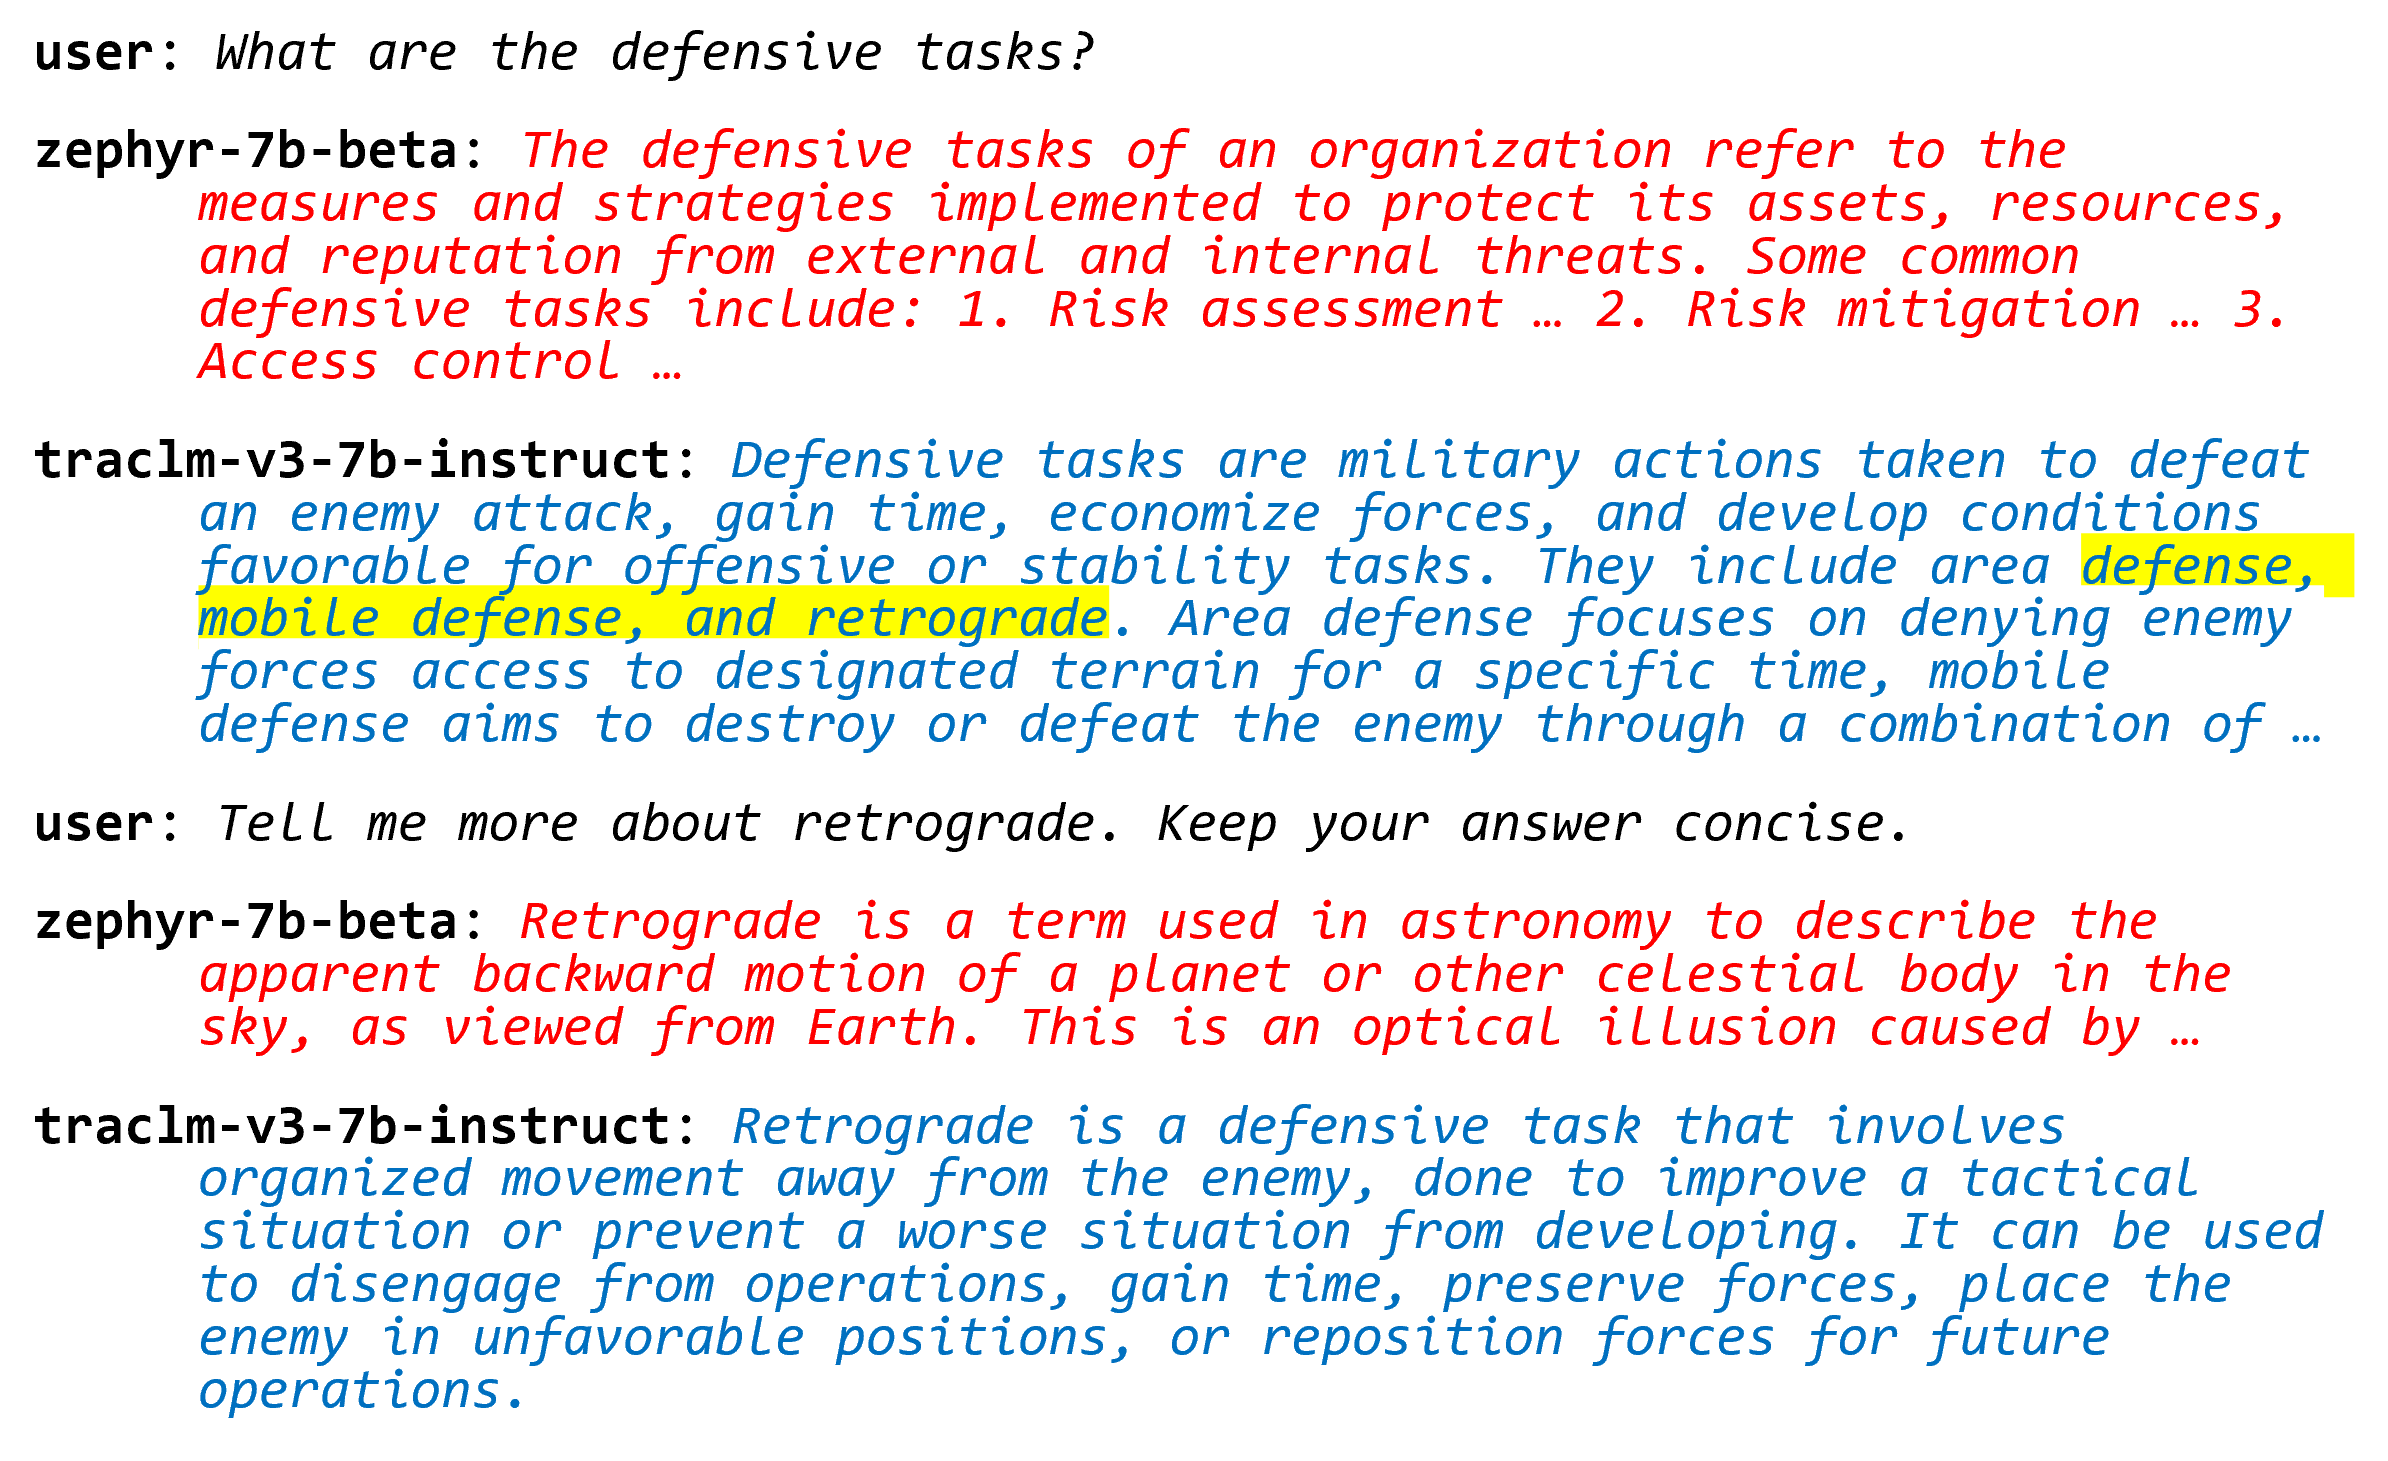 user: What are the defensive tasks?
zephyr-7b-beta: The defensive tasks of an organization refer to the
measures and strategies implemented to protect its assets, resources,
and reputation from external and internal threats. Some common
defensive tasks include: 1. Risk assessment … 2. Risk mitigation … 3.
Access control …
traclm-v3-7b-instruct: Defensive tasks are military actions taken to defeat
an enemy attack, gain time, economize forces, and develop conditions
favorable for offensive or stability tasks. They include area defense,
mobile defense, and retrograde. Area defense focuses on denying enemy
forces access to designated terrain for a specific time, mobile
defense aims to destroy or defeat the enemy through a combination of …
user: Tell me more about retrograde. Keep your answer concise.
zephyr-7b-beta: Retrograde is a term used in astronomy to describe the
apparent backward motion of a planet or other celestial body in the
sky, as viewed from Earth. This is an optical illusion caused by …
traclm-v3-7b-instruct: Retrograde is a defensive task that involves
organized movement away from the enemy, done to improve a tactical
situation or prevent a worse situation from developing. It can be used
to disengage from operations, gain time, preserve forces, place the
enemy in unfavorable positions, or reposition forces for future
operations.